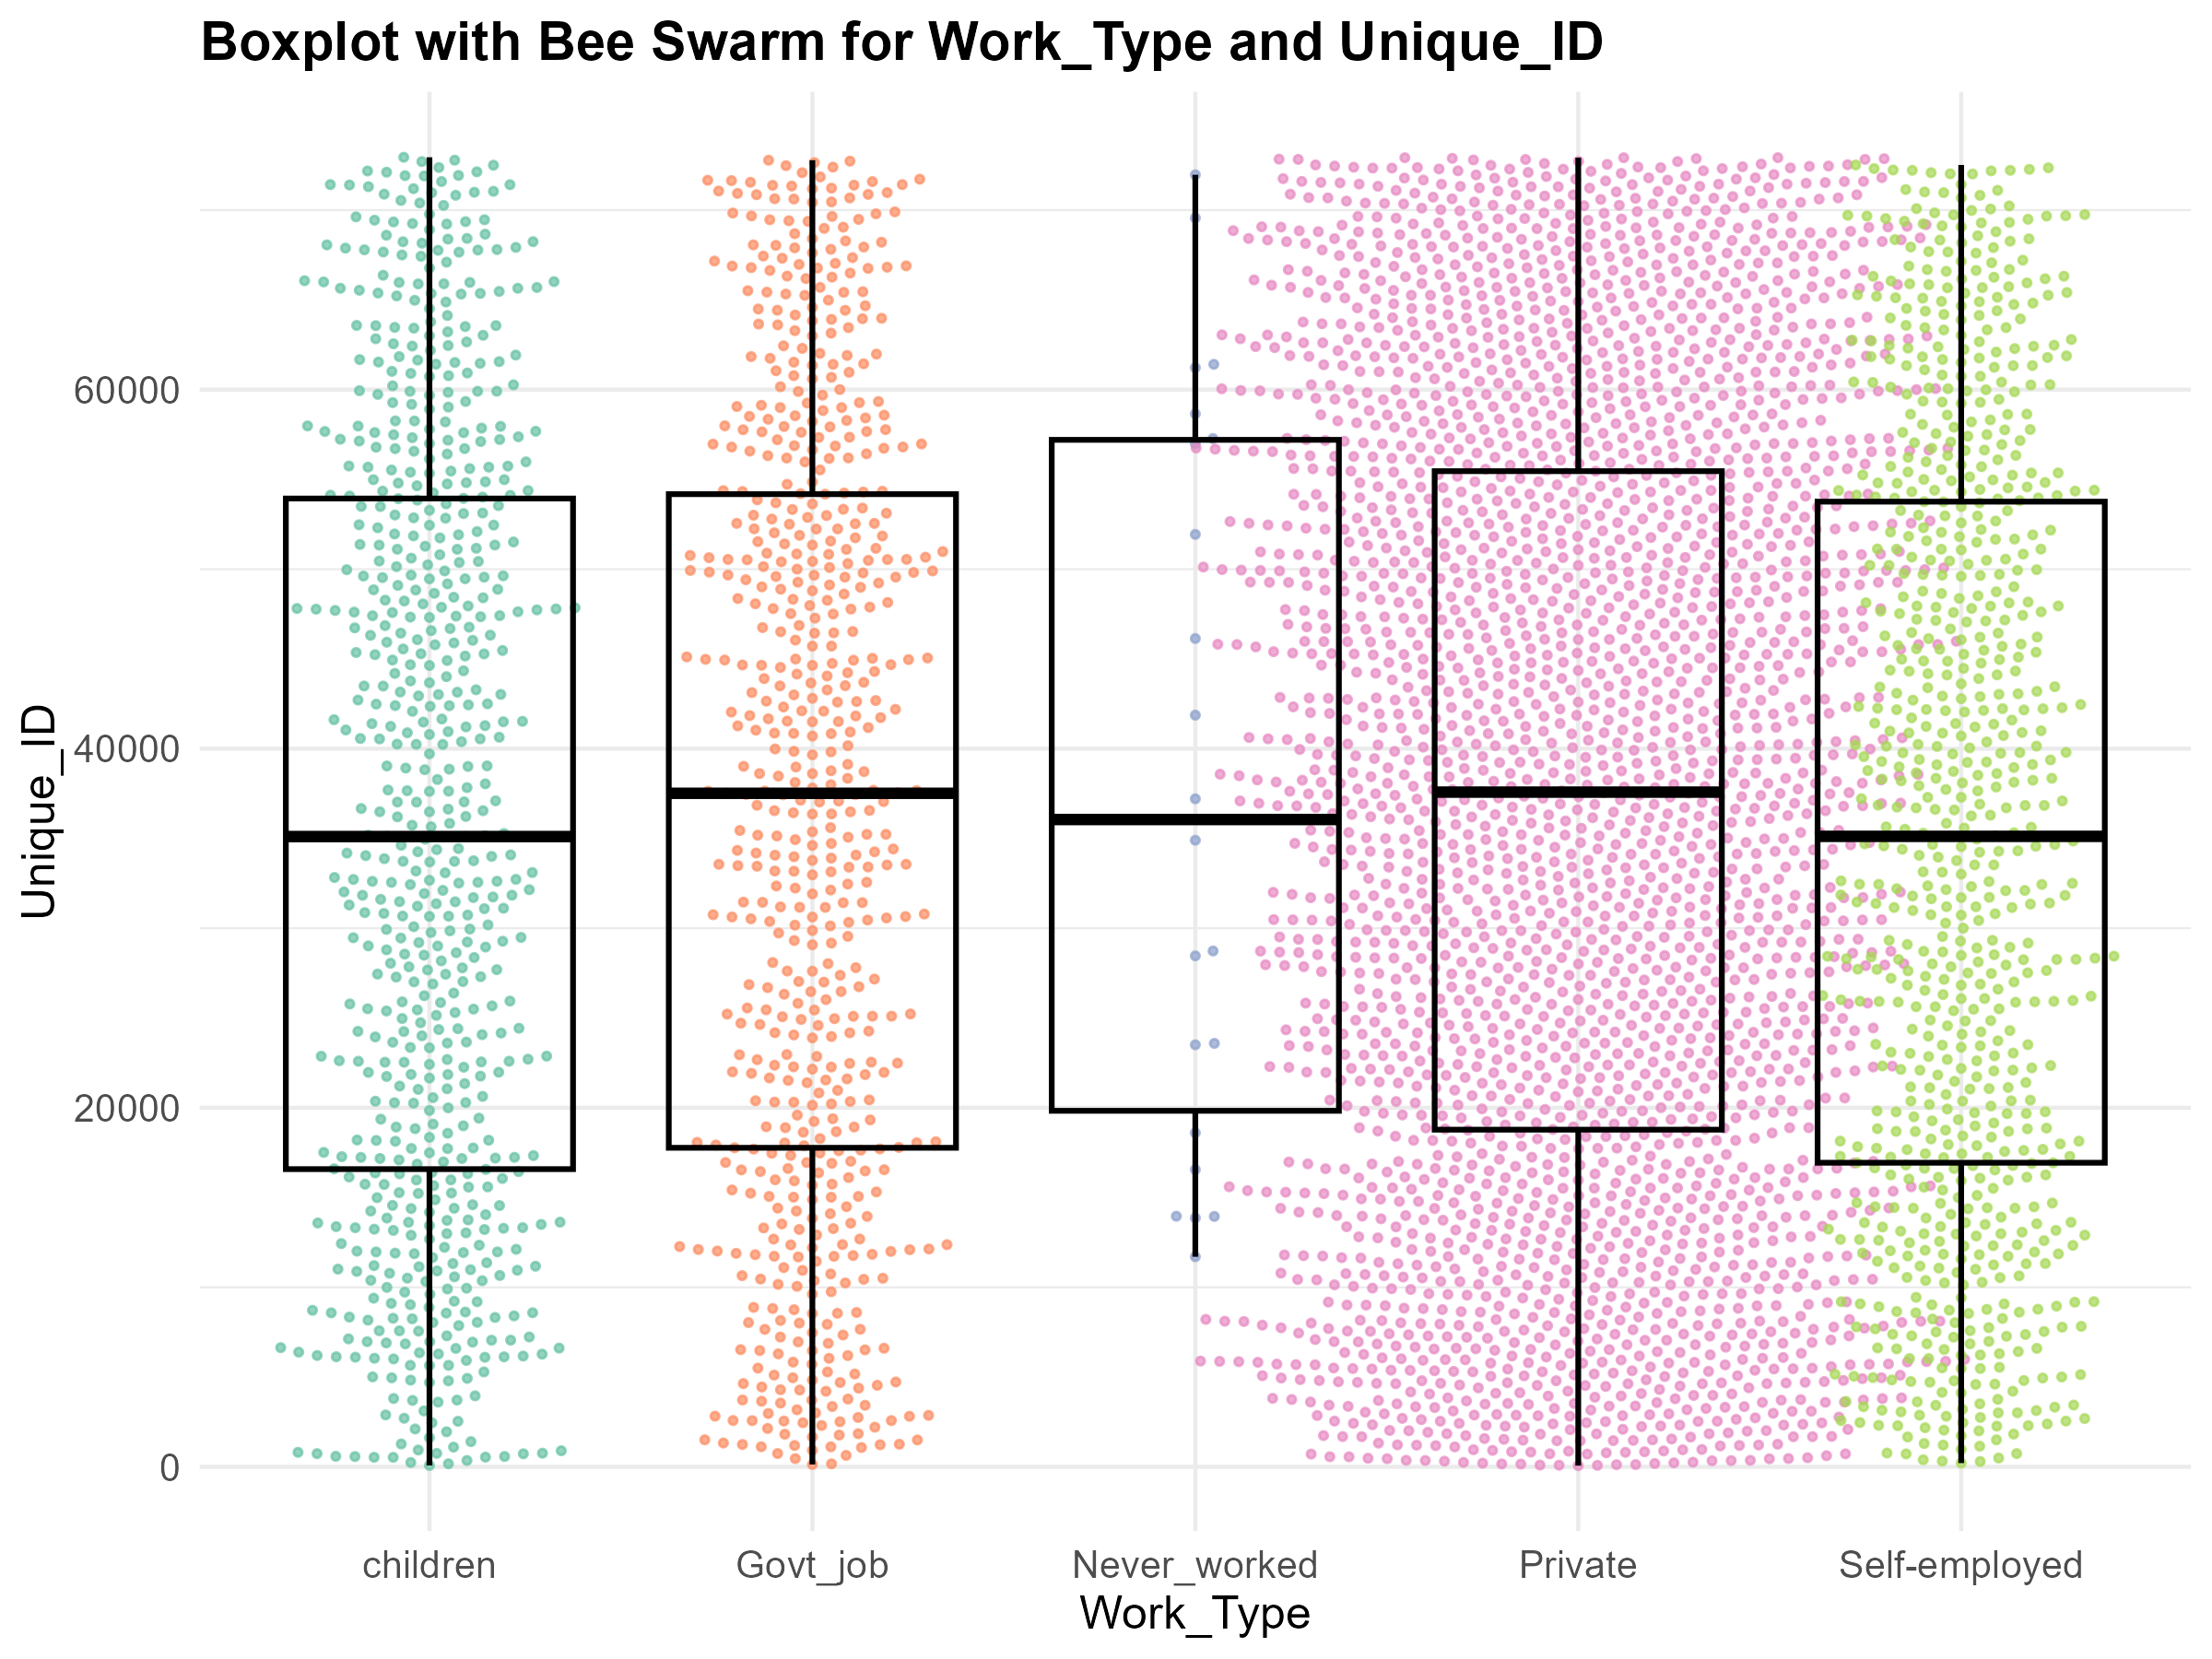 Boxplot with Bee Swarm for Work_Type and Unique_ID
Unique_ID
60000
40000
20000
0
children Govt_job Never_worked Private Self-employed
Work_Type